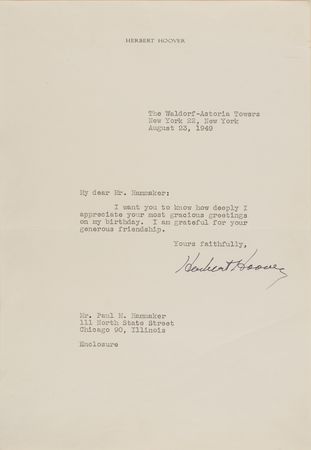 HERBERT HOOVER
The Waldorf-Astoria Towers
New York 22, New York
August 23, 1949
My dear Mr. Hammaker:
I want you to know how deeply I
appreciate your most gracious greetings
on my birthday. I am grateful for your
generous friendship.
Yours faithfully,
Herbert Hoover
Mr. Paul M. Hammaker
111 North State Street
Chicago 90, Illinois
Enclosure